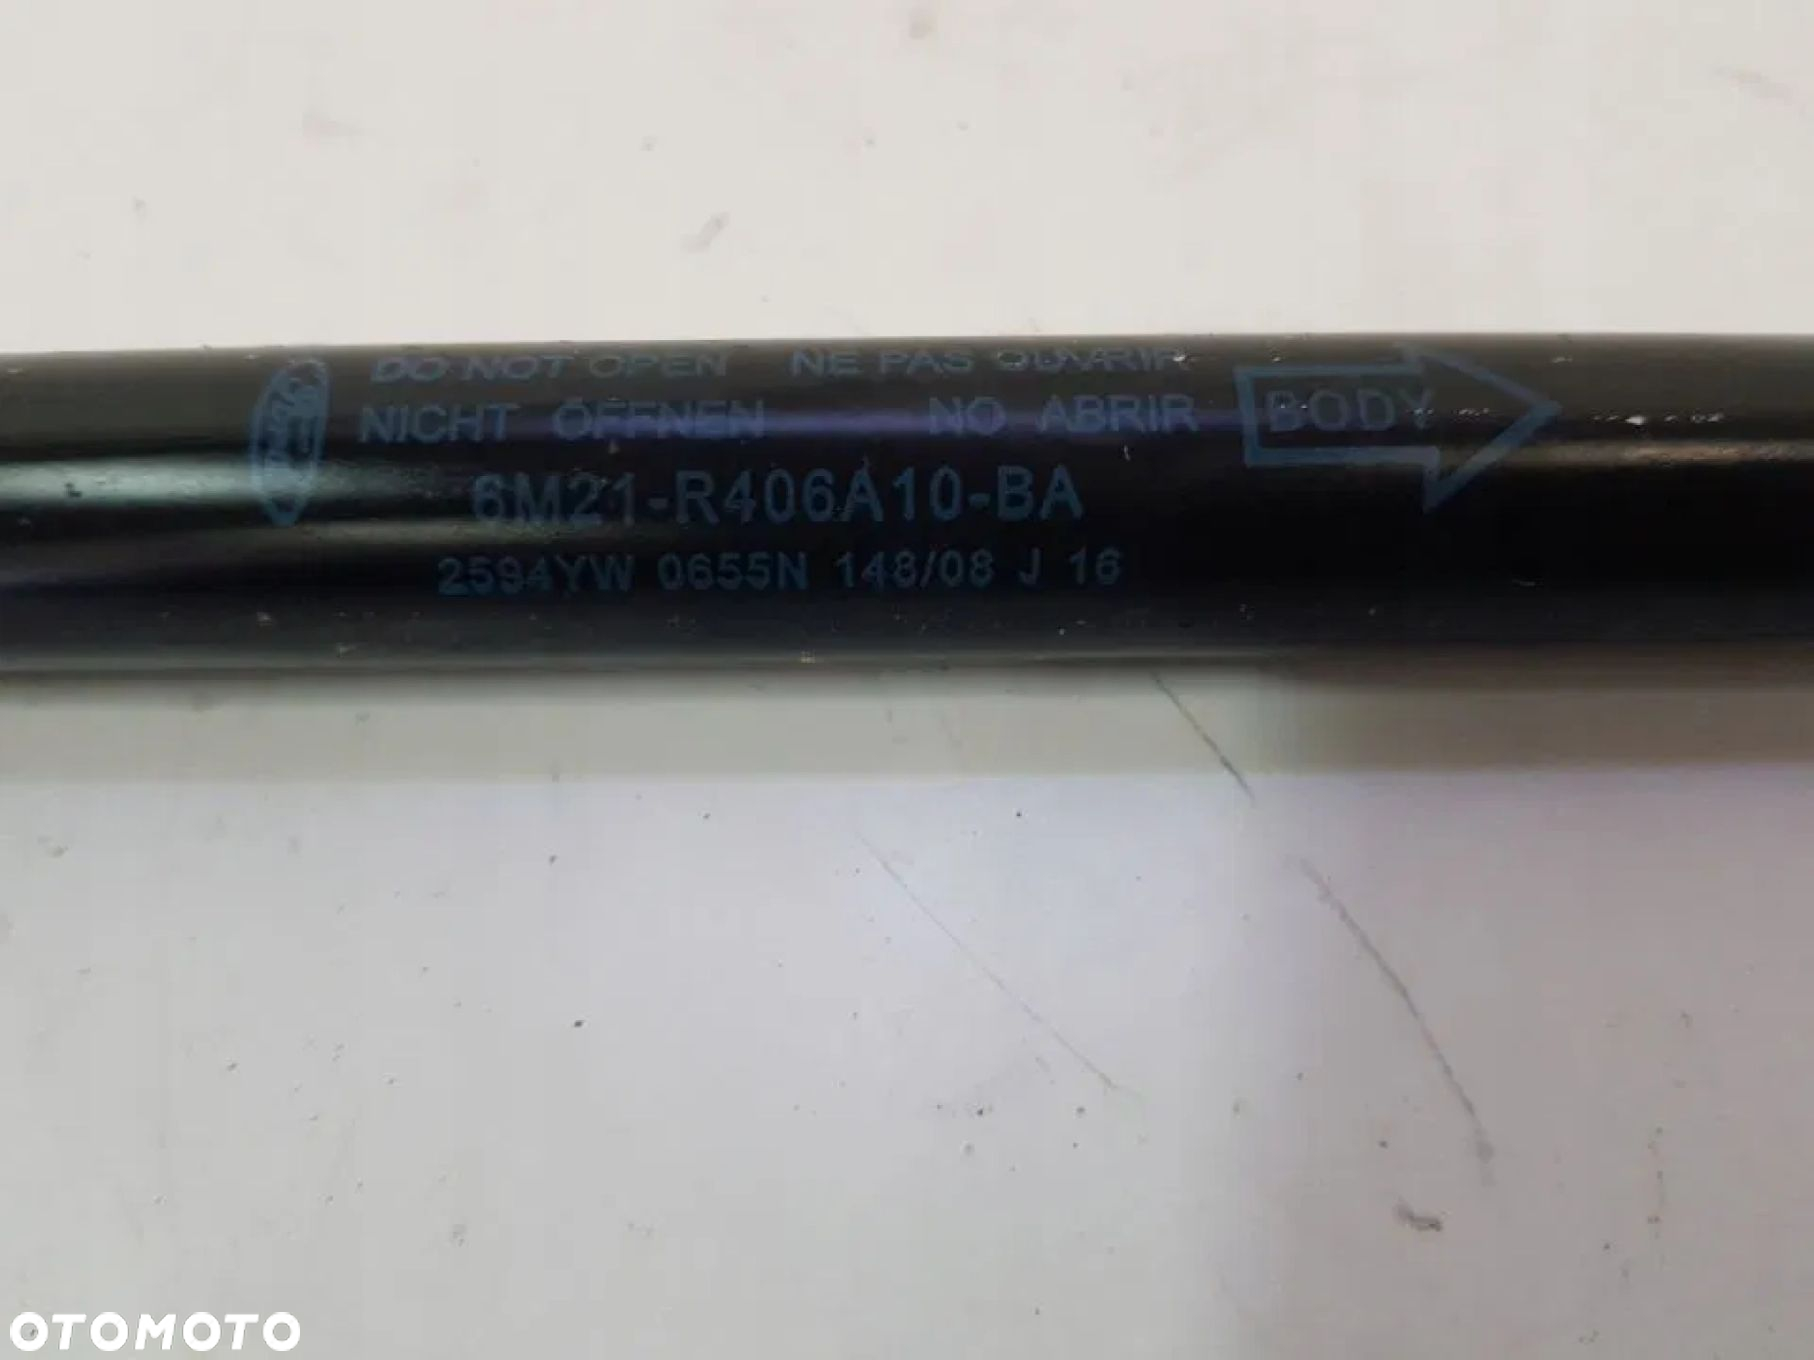 Ford
DO NOT OPEN NE PAS OUVRIR
NICHT ÖFFNEN NO ABRIR
BODY
6M21-R406A10-BA
2594YW 0655N 148/08 J 16
OTOMOTO